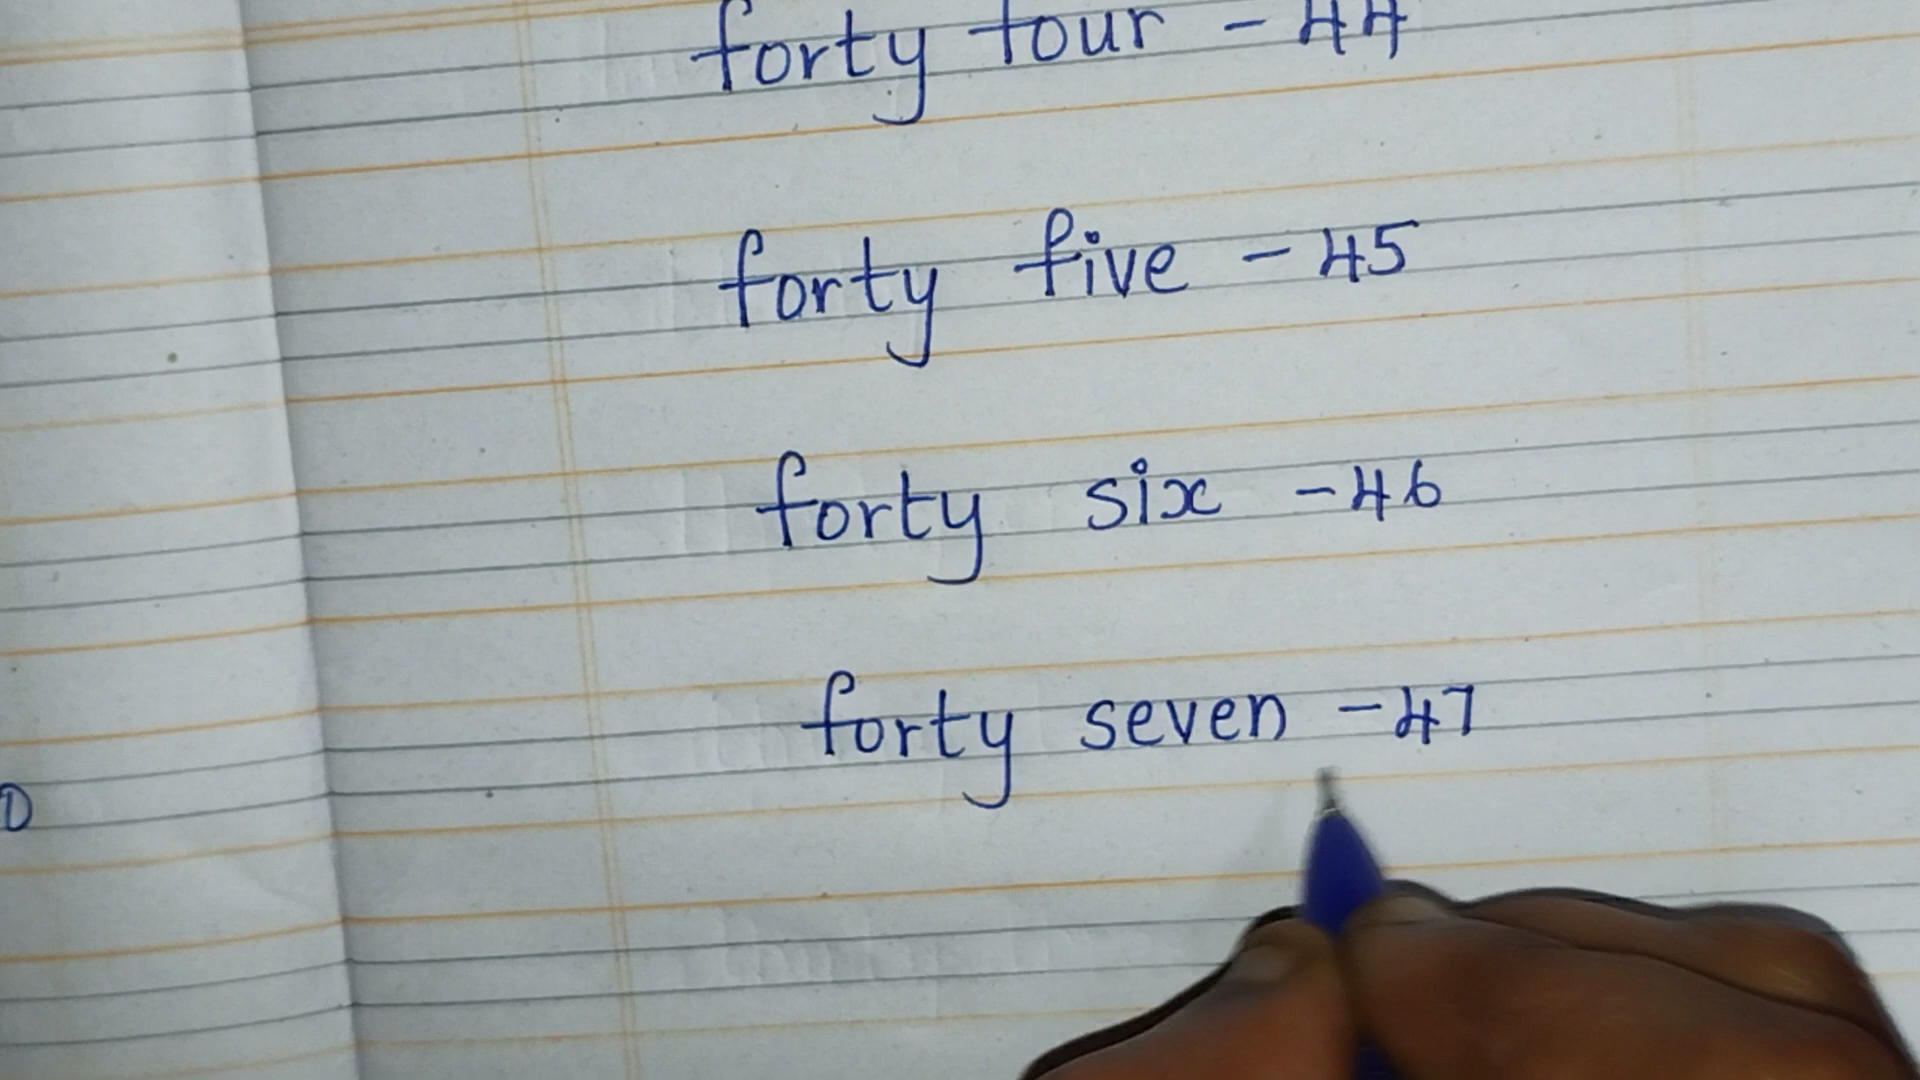 forty four - 44
forty five - 45
forty six - 46
forty seven - 47